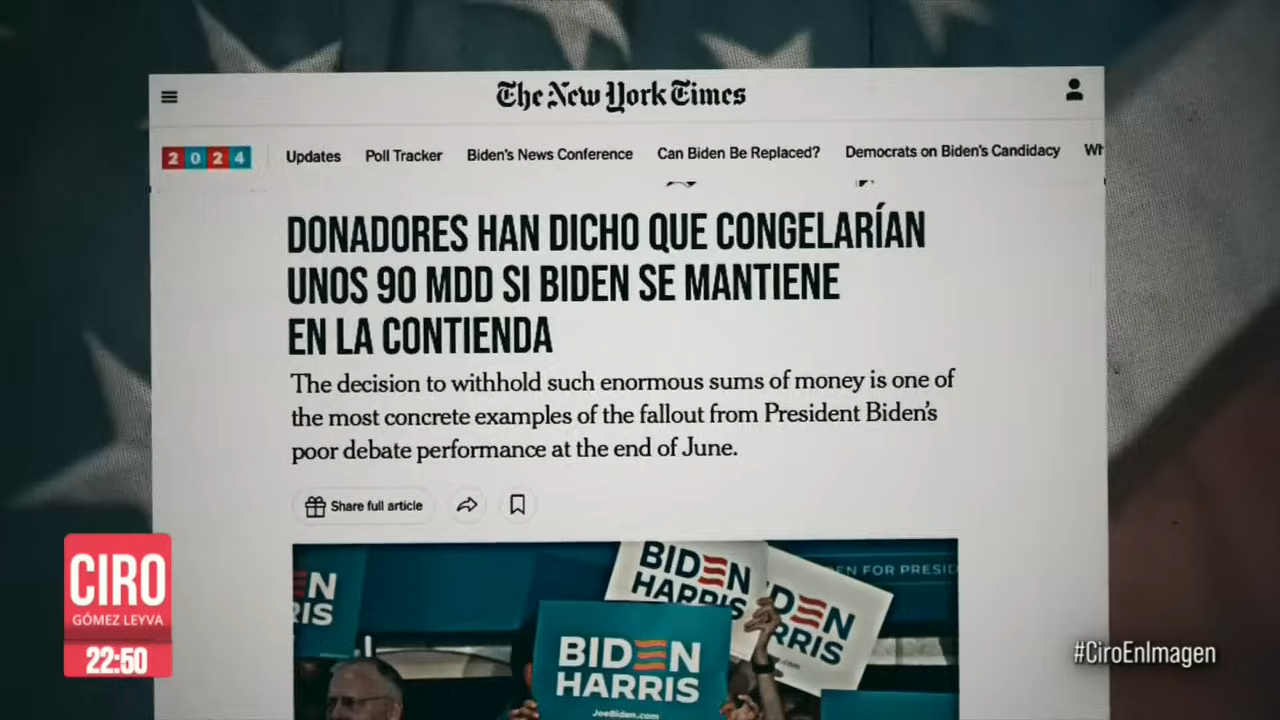 The New York Times
2024
Updates
Poll Tracker
Biden's News Conference
Can Biden Be Replaced?
Democrats on Biden's Candidacy
DONADORES HAN DICHO QUE CONGELARÍAN
UNOS 90 MDD SI BIDEN SE MANTIENE
EN LA CONTIENDA
The decision to withhold such enormous sums of money is one of
the most concrete examples of the fallout from President Biden's
poor debate performance at the end of June.
Share full article
BIDEN
HARRIS
BIDEN
HARRIS
JoeBiden.com
CIRO
GÓMEZ LEYVA
22:50
#CiroEnImagen